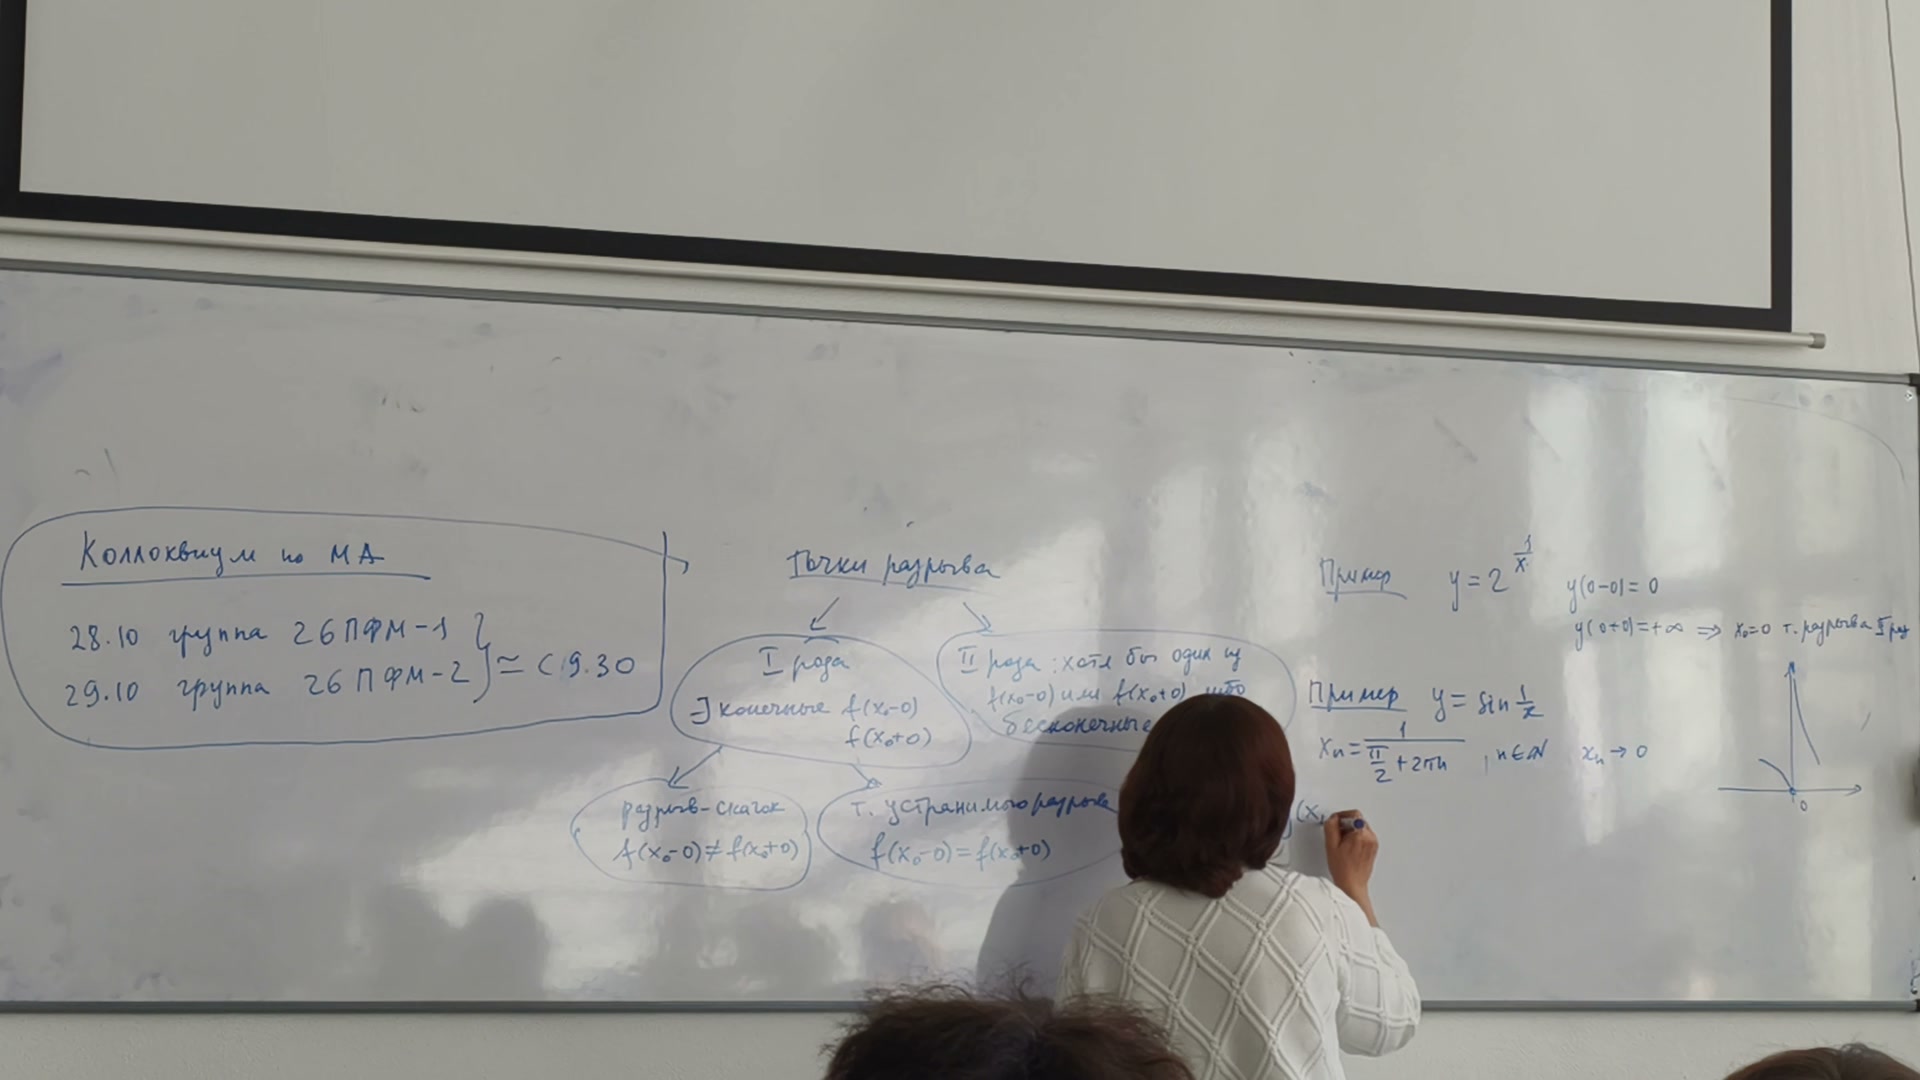 Коллоквиум по МА
28.10 группа 26ПФМ-1
29.10 группа 26ПФМ-2 } ≃ с 9.30
Точки разрыва
I рода
∃ конечные f(x₀-0)
f(x₀+0)
II рода: хотя бы один из
f(x₀-0) или f(x₀+0) либо
бесконечные
разрыв-скачок
f(x₀-0)≠f(x₀+0)
т. устранимого разрыва
f(x₀-0)=f(x₀+0)
Пример y=2^(1/x) y(0-0)=0
y(0+0)=+∞ ⇒ x₀=0 т. разрыва II
Пример y=sin 1/x
xₙ=1/(π/2+2πn), n∈N xₙ→0
y(x
0